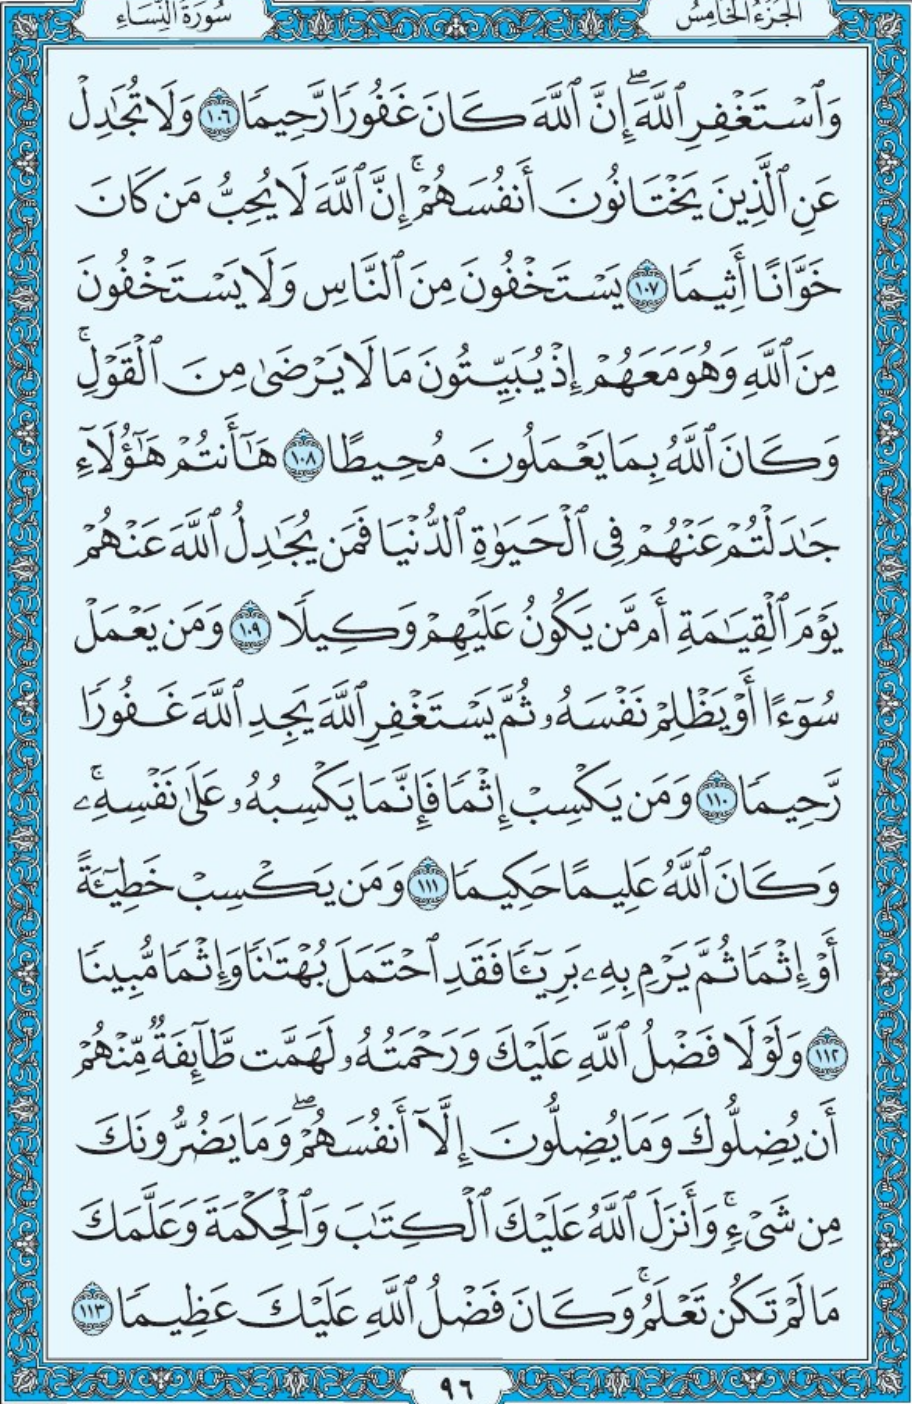 سُورَةُ النِّسَاءِ
الجُزْءُ الخَامِسُ
وَٱسْتَغْفِرِ ٱللَّهَۖ إِنَّ ٱللَّهَ كَانَ غَفُورًا رَّحِيمًا ١٠٦ وَلَا تُجَٰدِلْ
عَنِ ٱلَّذِينَ يَخْتَانُونَ أَنفُسَهُمْۚ إِنَّ ٱللَّهَ لَا يُحِبُّ مَن كَانَ
خَوَّانًا أَثِيمًا ١٠٧ يَسْتَخْفُونَ مِنَ ٱلنَّاسِ وَلَا يَسْتَخْفُونَ
مِنَ ٱللَّهِ وَهُوَ مَعَهُمْ إِذْ يُبَيِّتُونَ مَا لَا يَرْضَىٰ مِنَ ٱلْقَوْلِۚ
وَكَانَ ٱللَّهُ بِمَا يَعْمَلُونَ مُحِيطًا ١٠٨ هَٰٓأَنتُمْ هَٰٓؤُلَآءِ
جَٰدَلْتُمْ عَنْهُمْ فِى ٱلْحَيَوٰةِ ٱلدُّنْيَا فَمَن يُجَٰدِلُ ٱللَّهَ عَنْهُمْ
يَوْمَ ٱلْقِيَٰمَةِ أَم مَّن يَكُونُ عَلَيْهِمْ وَكِيلًا ١٠٩ وَمَن يَعْمَلْ
سُوٓءًا أَوْ يَظْلِمْ نَفْسَهُۥ ثُمَّ يَسْتَغْفِرِ ٱللَّهَ يَجِدِ ٱللَّهَ غَفُورًا
رَّحِيمًا ١١٠ وَمَن يَكْسِبْ إِثْمًا فَإِنَّمَا يَكْسِبُهُۥ عَلَىٰ نَفْسِهِۦۚ
وَكَانَ ٱللَّهُ عَلِيمًا حَكِيمًا ١١١ وَمَن يَكْسِبْ خَطِيٓـَٔةً
أَوْ إِثْمًا ثُمَّ يَرْمِ بِهِۦ بَرِيٓـًٔا فَقَدِ ٱحْتَمَلَ بُهْتَٰنًا وَإِثْمًا مُّبِينًا
١١٢ وَلَوْلَا فَضْلُ ٱللَّهِ عَلَيْكَ وَرَحْمَتُهُۥ لَهَمَّت طَّآئِفَةٌ مِّنْهُمْ
أَن يُضِلُّوكَ وَمَا يُضِلُّونَ إِلَّآ أَنفُسَهُمْۖ وَمَا يَضُرُّونَكَ
مِن شَىْءٍۚ وَأَنزَلَ ٱللَّهُ عَلَيْكَ ٱلْكِتَٰبَ وَٱلْحِكْمَةَ وَعَلَّمَكَ
مَا لَمْ تَكُن تَعْلَمُۚ وَكَانَ فَضْلُ ٱللَّهِ عَلَيْكَ عَظِيمًا ١١٣
٩٦